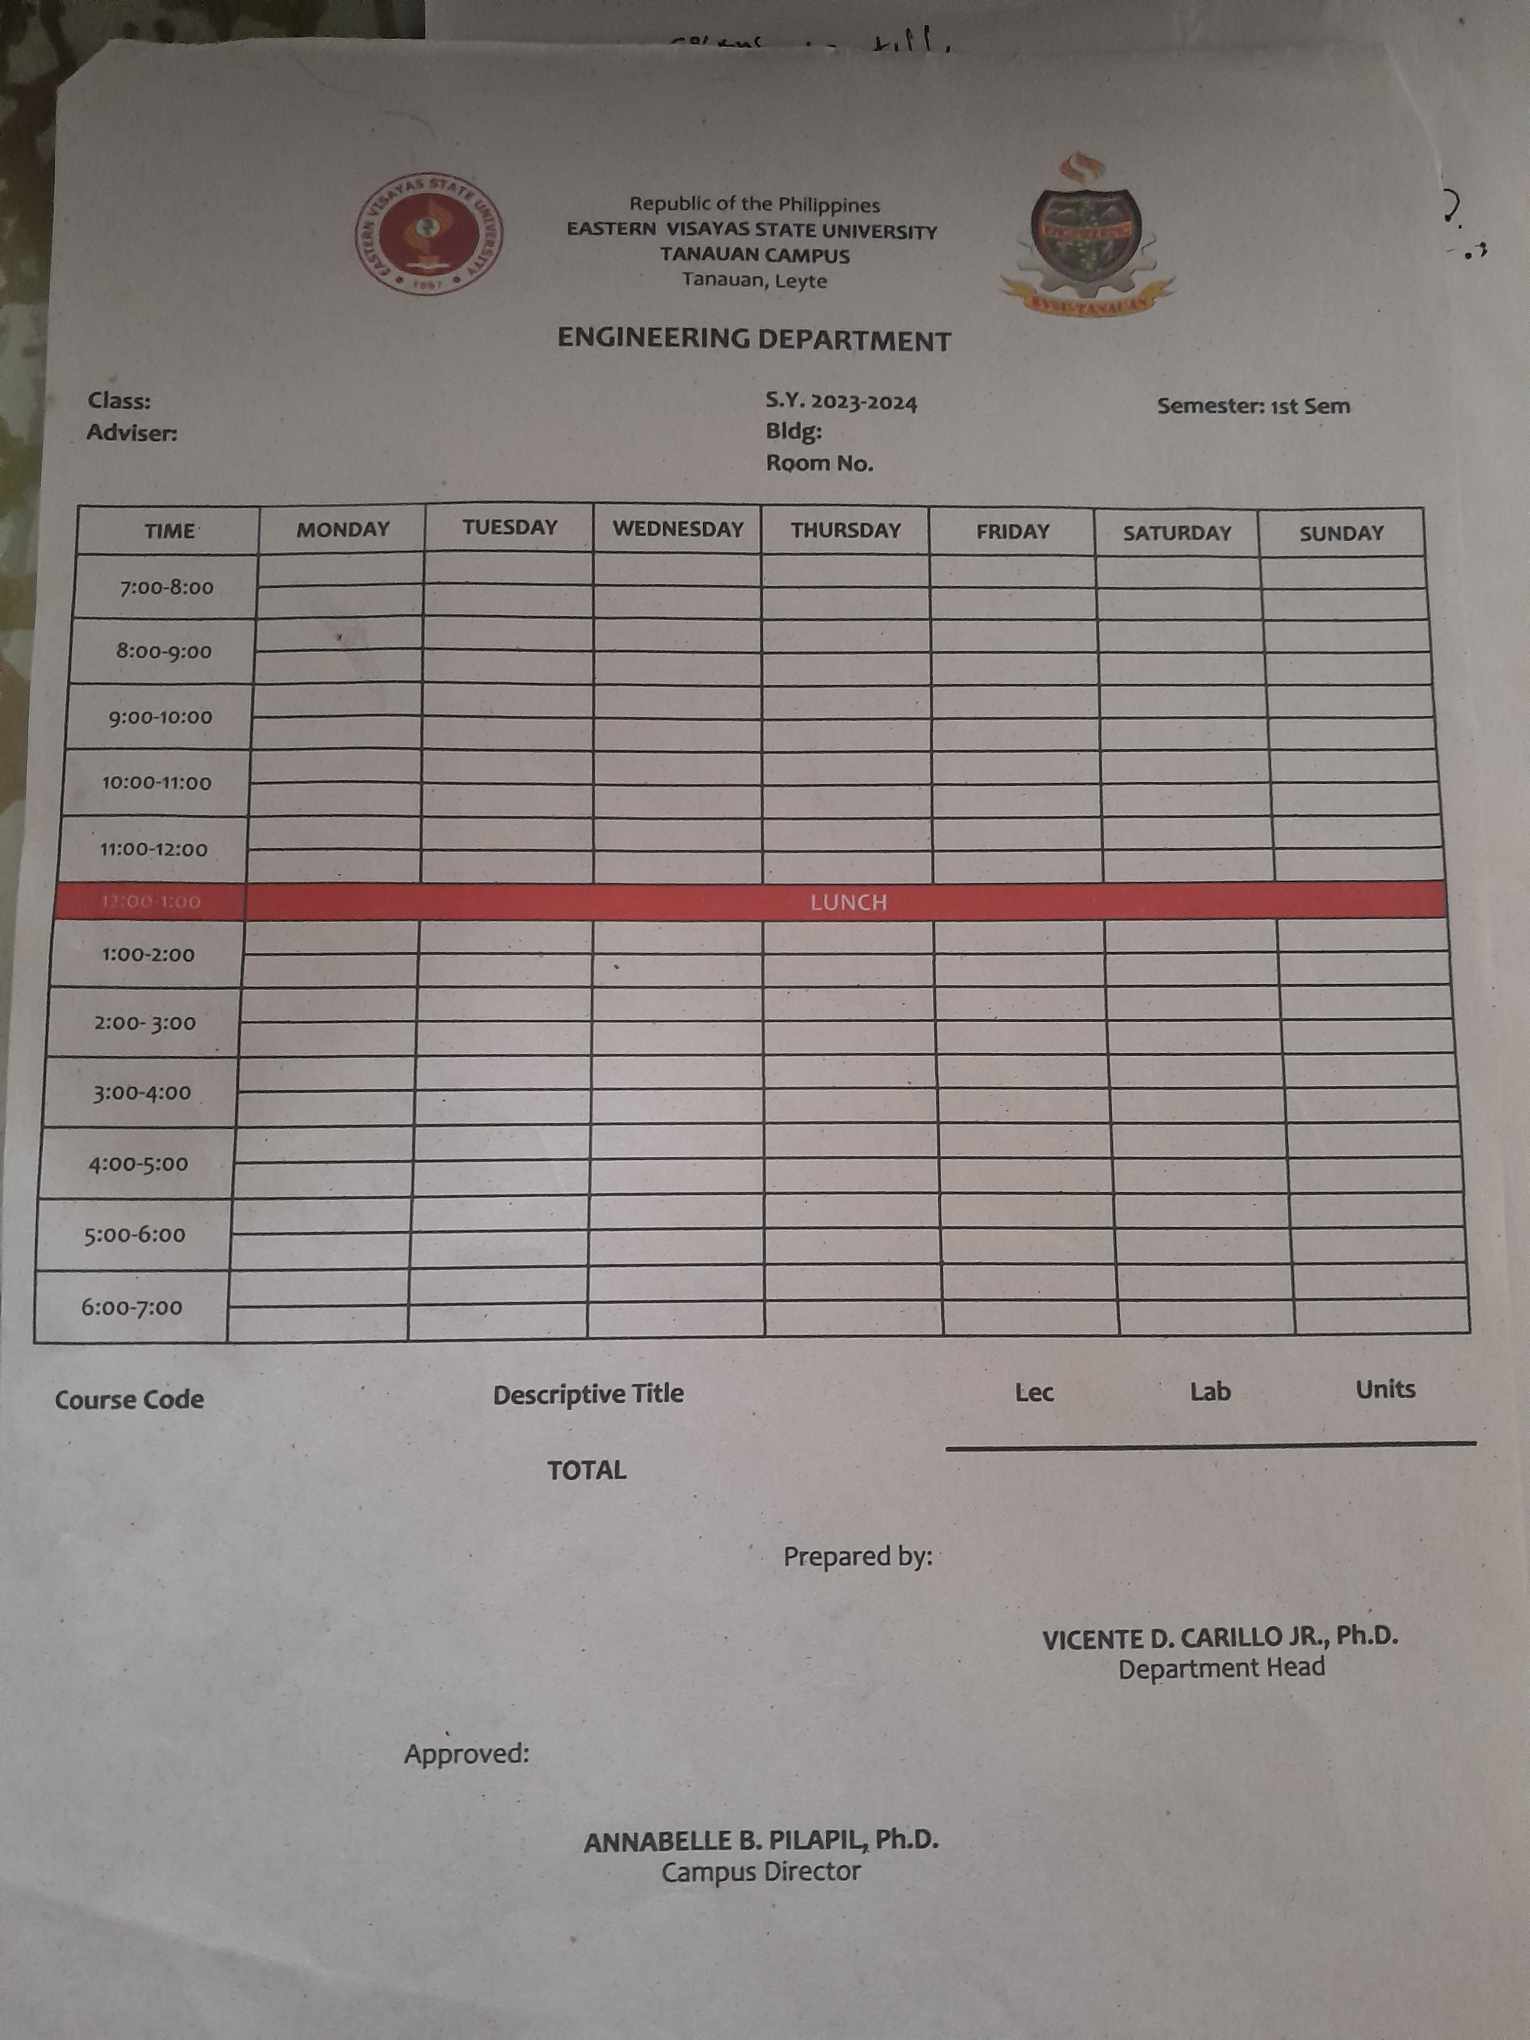 EASTERN VISAYAS STATE UNIVERSITY
1907
Republic of the Philippines
EASTERN VISAYAS STATE UNIVERSITY
TANAUAN CAMPUS
Tanauan, Leyte
ENGINEERING
EVSU-TANAUAN
ENGINEERING DEPARTMENT
Class: S.Y. 2023-2024 Semester: 1st Sem
Adviser: Bldg:
Room No.
TIME MONDAY TUESDAY WEDNESDAY THURSDAY FRIDAY SATURDAY SUNDAY
7:00-8:00
8:00-9:00
9:00-10:00
10:00-11:00
11:00-12:00
12:00-1:00 LUNCH
1:00-2:00
2:00- 3:00
3:00-4:00
4:00-5:00
5:00-6:00
6:00-7:00
Course Code Descriptive Title Lec Lab Units
TOTAL
Prepared by:
VICENTE D. CARILLO JR., Ph.D.
Department Head
Approved:
ANNABELLE B. PILAPIL, Ph.D.
Campus Director